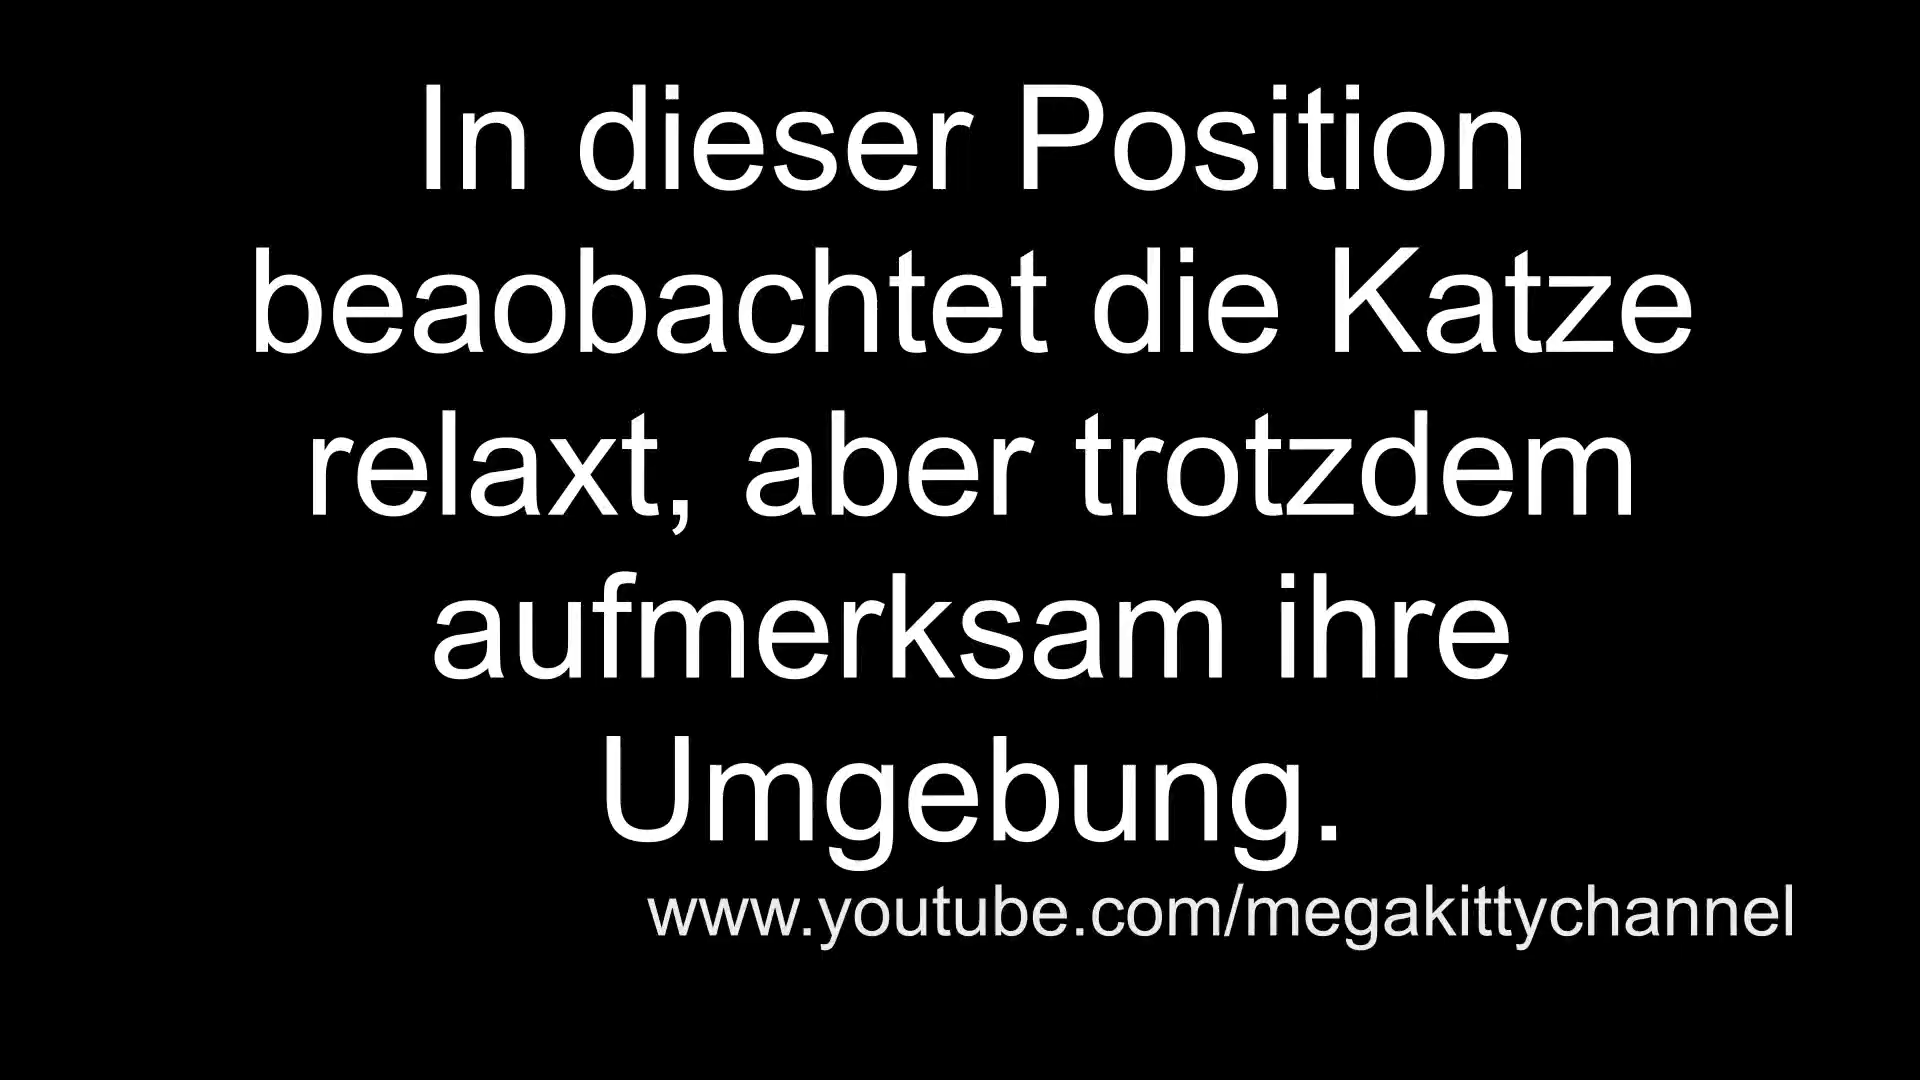 In dieser Position
beaobachtet die Katze
relaxt, aber trotzdem
aufmerksam ihre
Umgebung.
www.youtube.com/megakittychannel